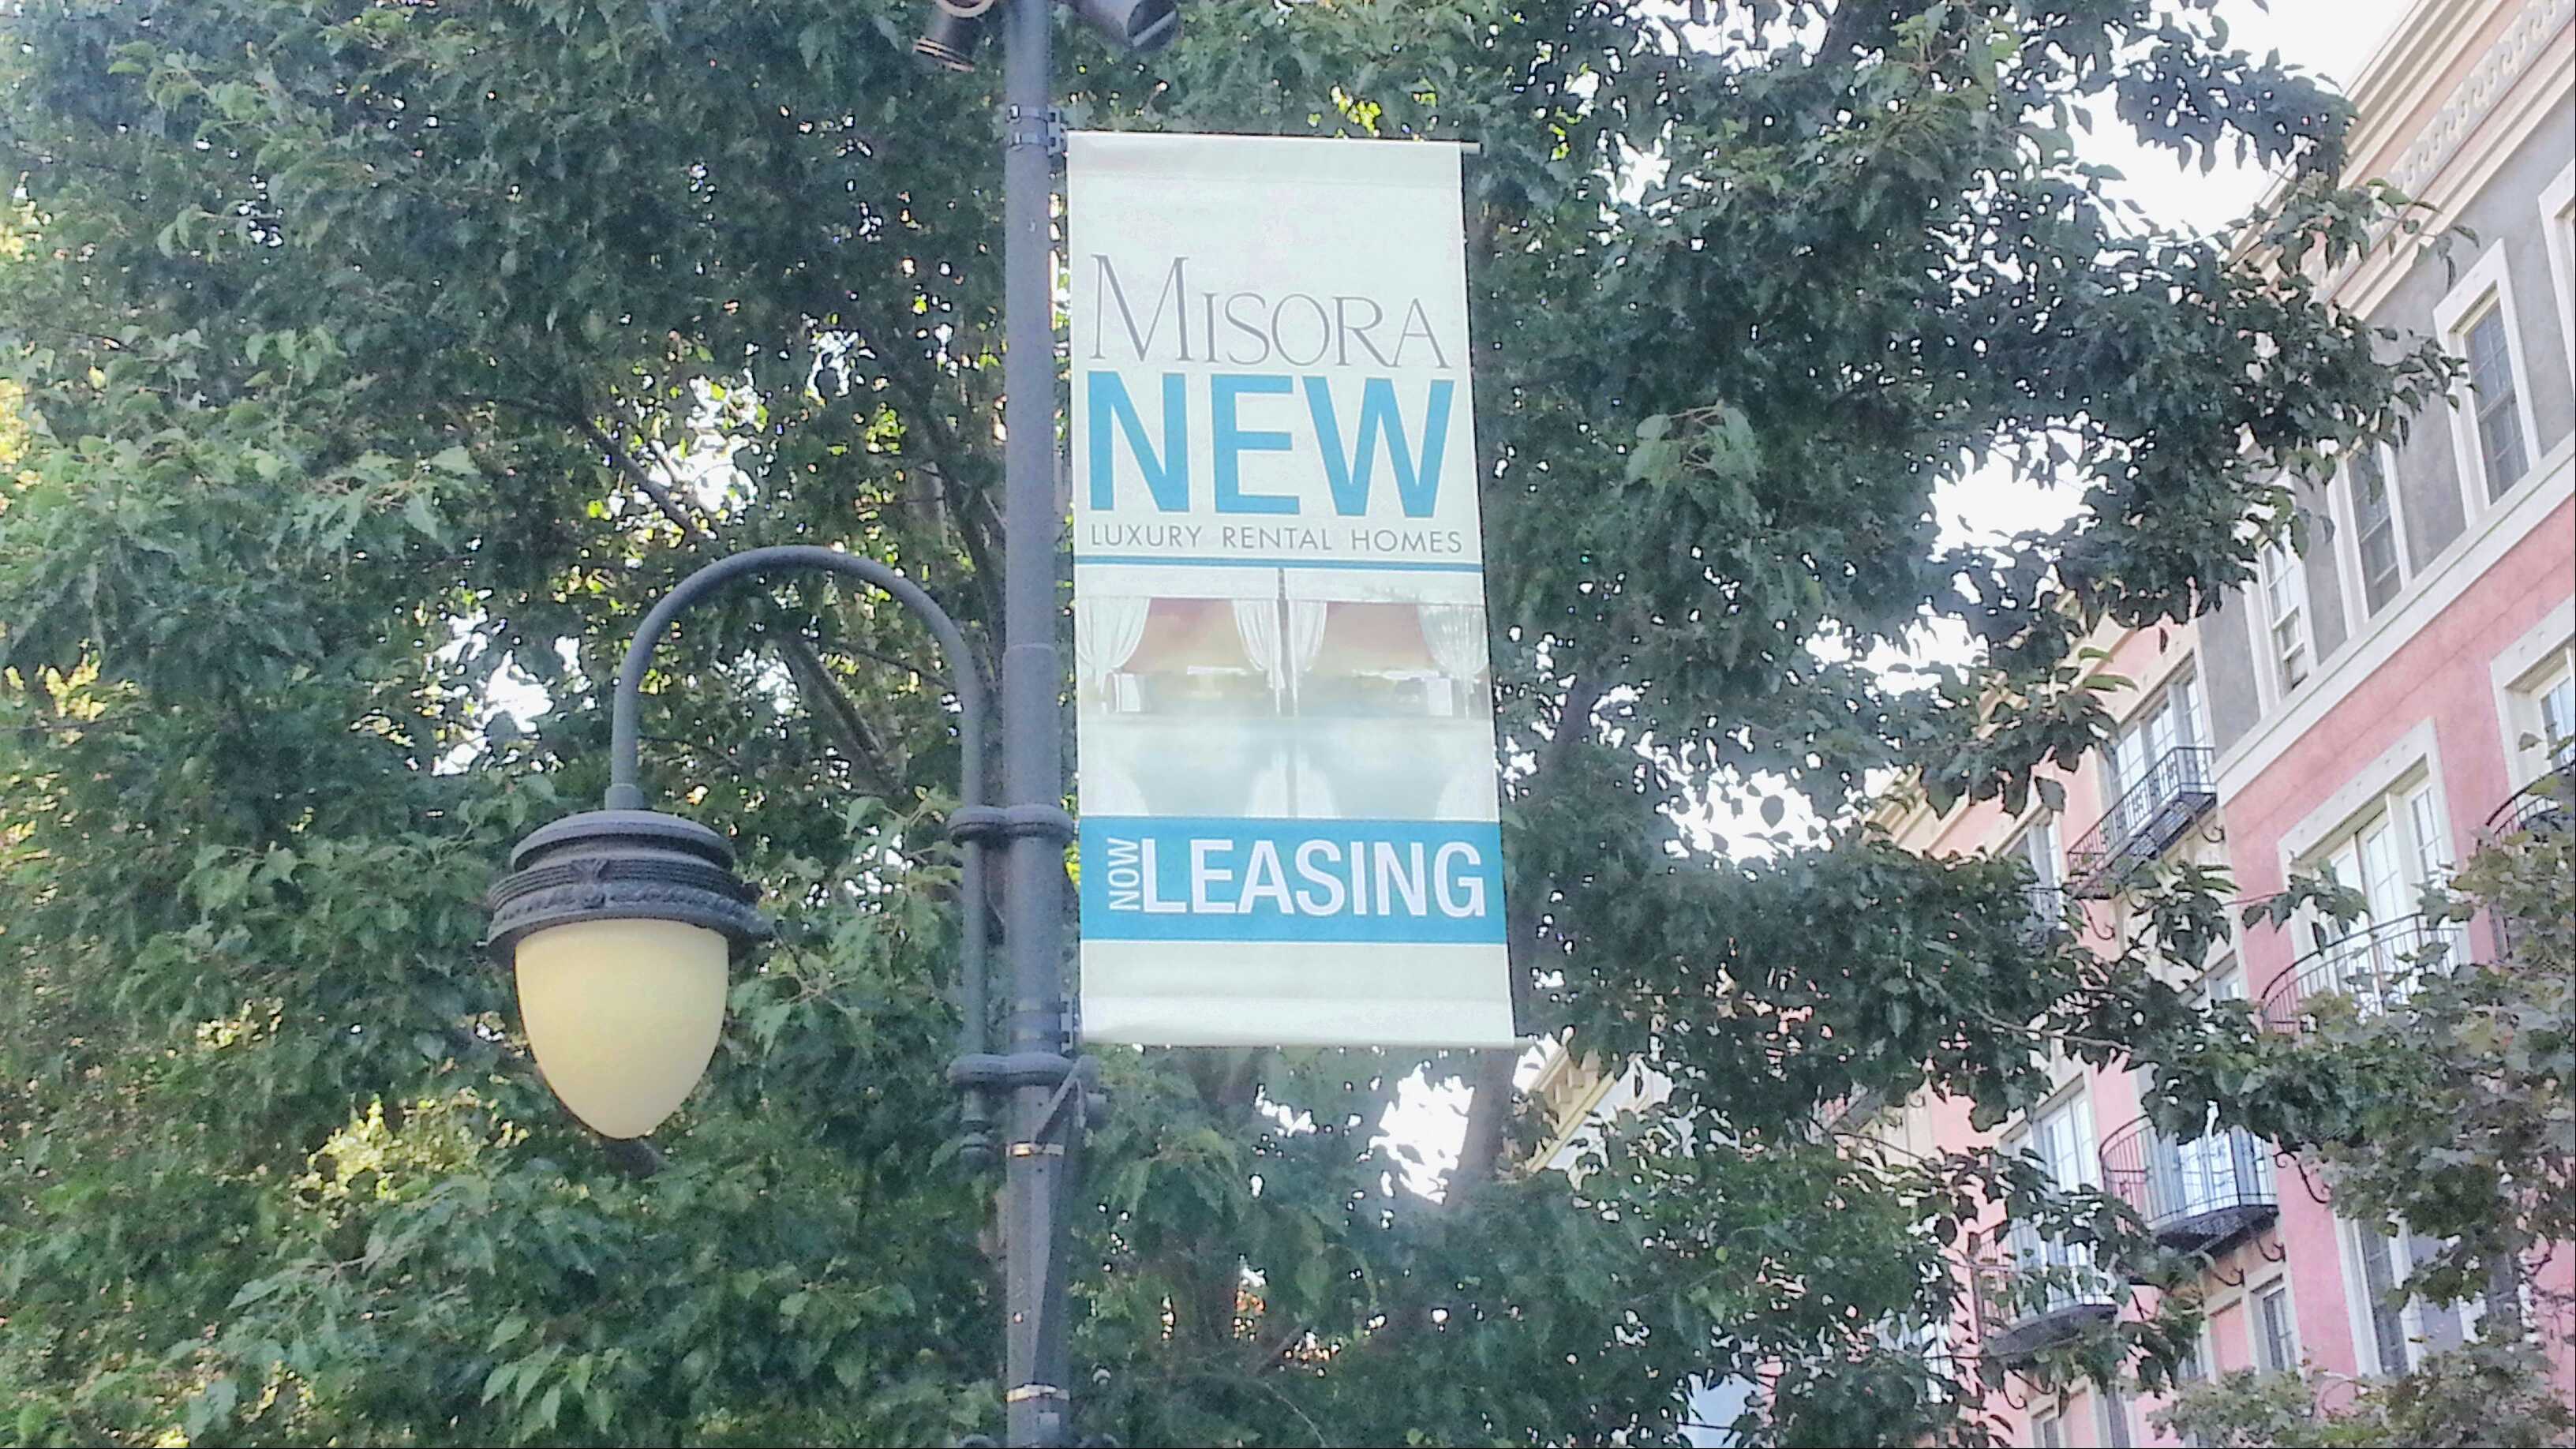 MISORA
NEW
LUXURY RENTAL HOMES
NOW LEASING